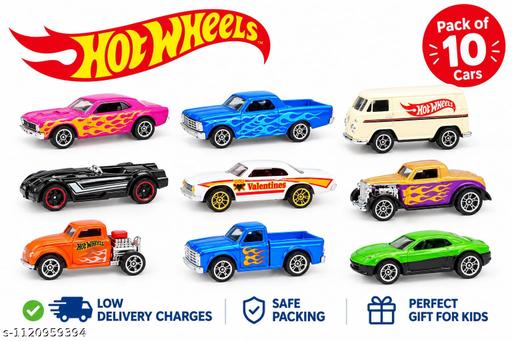 HOT WHEELS
Pack of
10
Cars
HOT WHEELS
Valentines
HOT WHEELS
LOW
DELIVERY CHARGES
SAFE
PACKING
PERFECT
GIFT FOR KIDS
s-1120959394